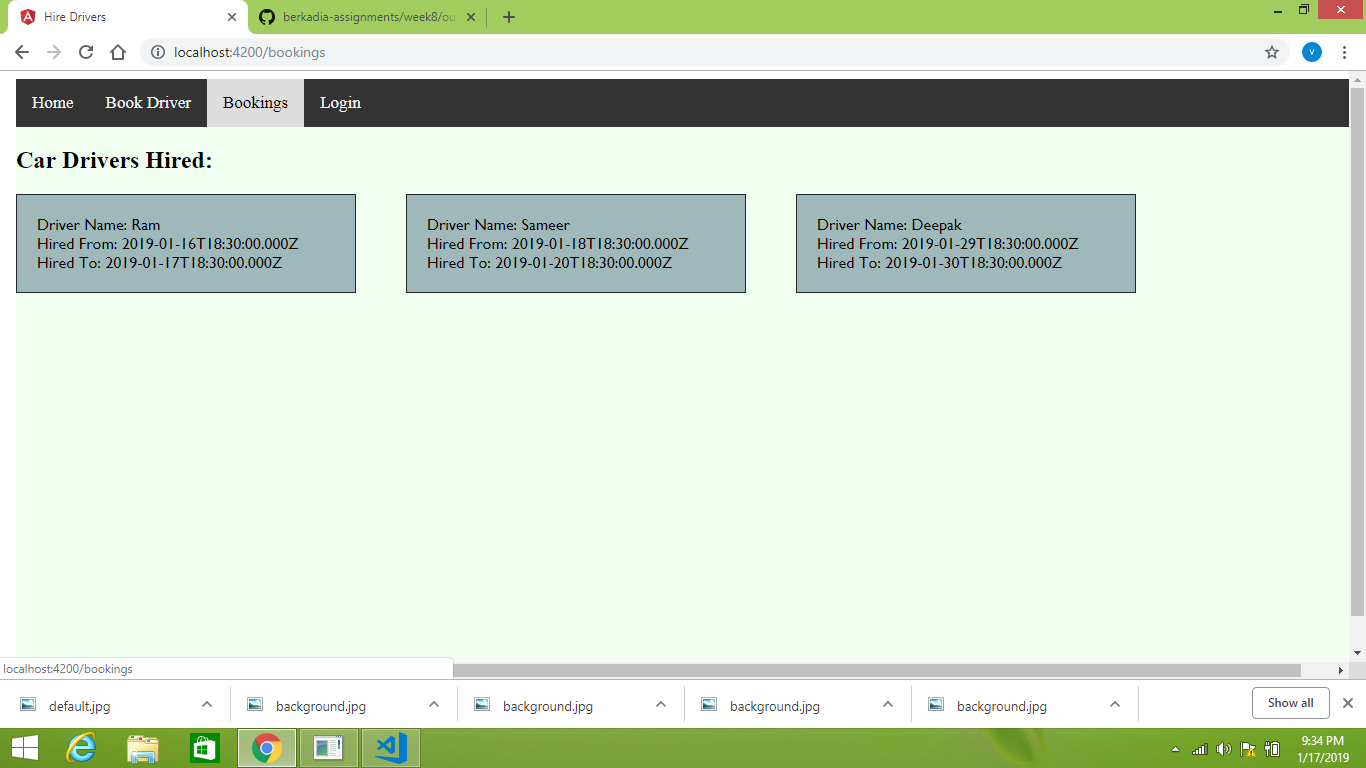 Hire Drivers
berkadia-assignments/week8/ou
localhost:4200/bookings
v
Home Book Driver Bookings Login
Car Drivers Hired:
Driver Name: Ram
Hired From: 2019-01-16T18:30:00.000Z
Hired To: 2019-01-17T18:30:00.000Z
Driver Name: Sameer
Hired From: 2019-01-18T18:30:00.000Z
Hired To: 2019-01-20T18:30:00.000Z
Driver Name: Deepak
Hired From: 2019-01-29T18:30:00.000Z
Hired To: 2019-01-30T18:30:00.000Z
localhost:4200/bookings
default.jpg background.jpg background.jpg background.jpg background.jpg Show all
9:34 PM
1/17/2019